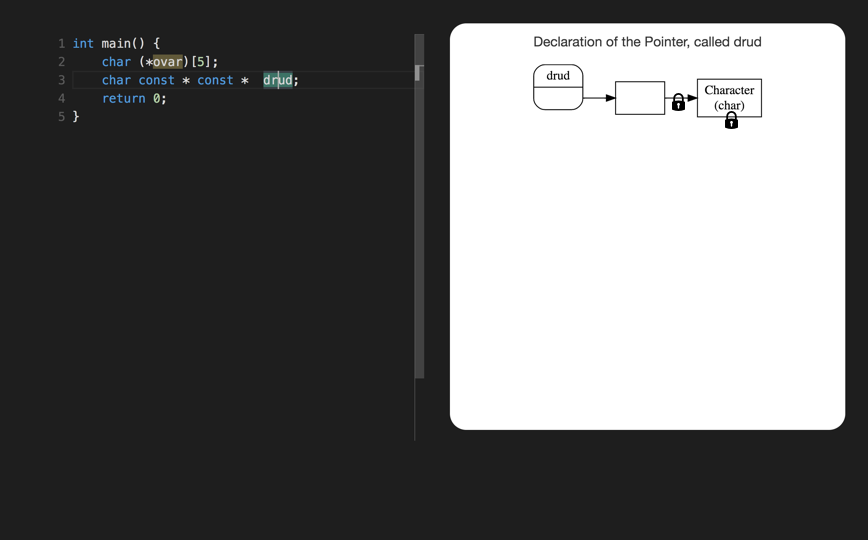 1 int main() {
2     char (*ovar)[5];
3     char const * const *  drud;
4     return 0;
5 }
Declaration of the Pointer, called drud
drud
Character
(char)